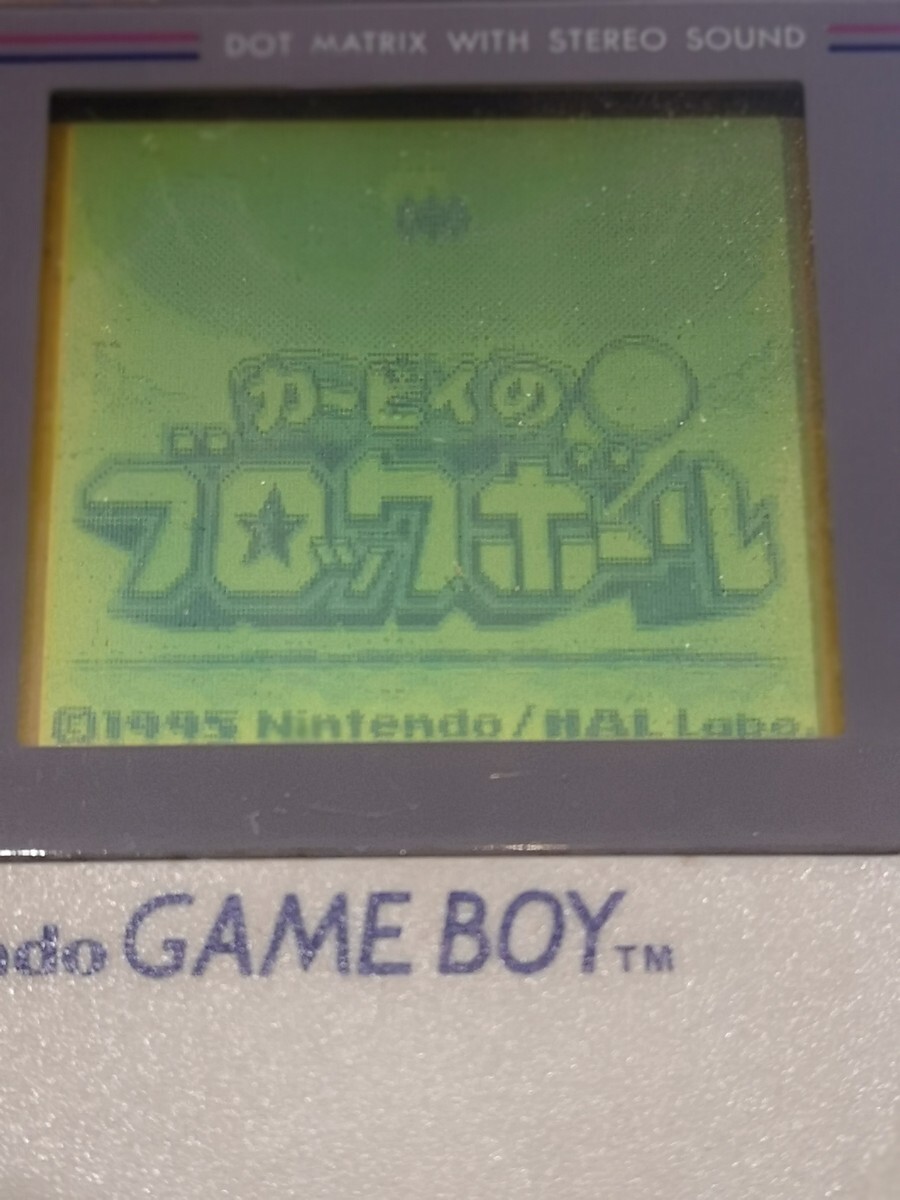 DOT MATRIX WITH STEREO SOUND
カービィの
ブロックボール
©1995 Nintendo/HAL Labo.
ndo GAME BOY™